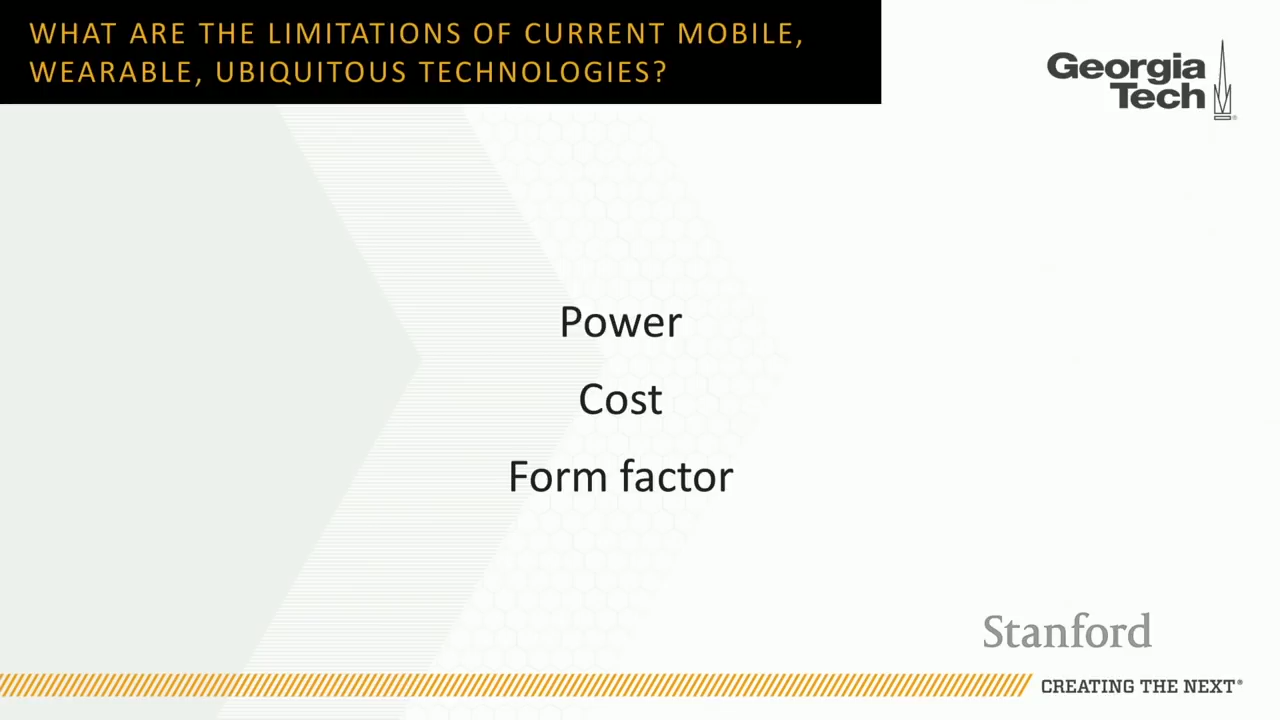 WHAT ARE THE LIMITATIONS OF CURRENT MOBILE,
WEARABLE, UBIQUITOUS TECHNOLOGIES?
Georgia
Tech
Power
Cost
Form factor
Stanford
CREATING THE NEXT®